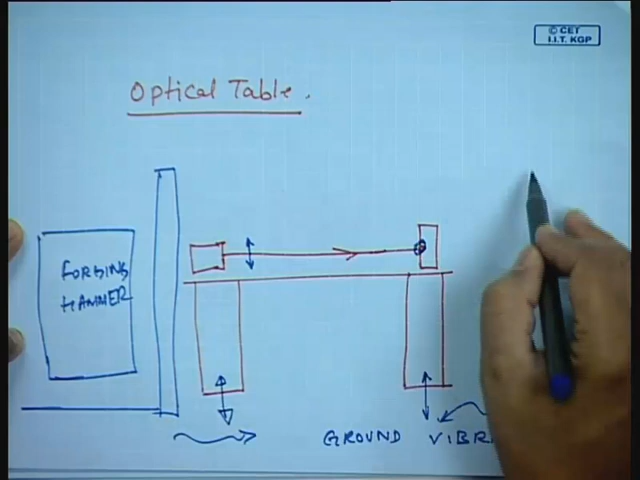 © CET
I.I.T. KGP
Optical Table.
FORGING
HAMMER
GROUND